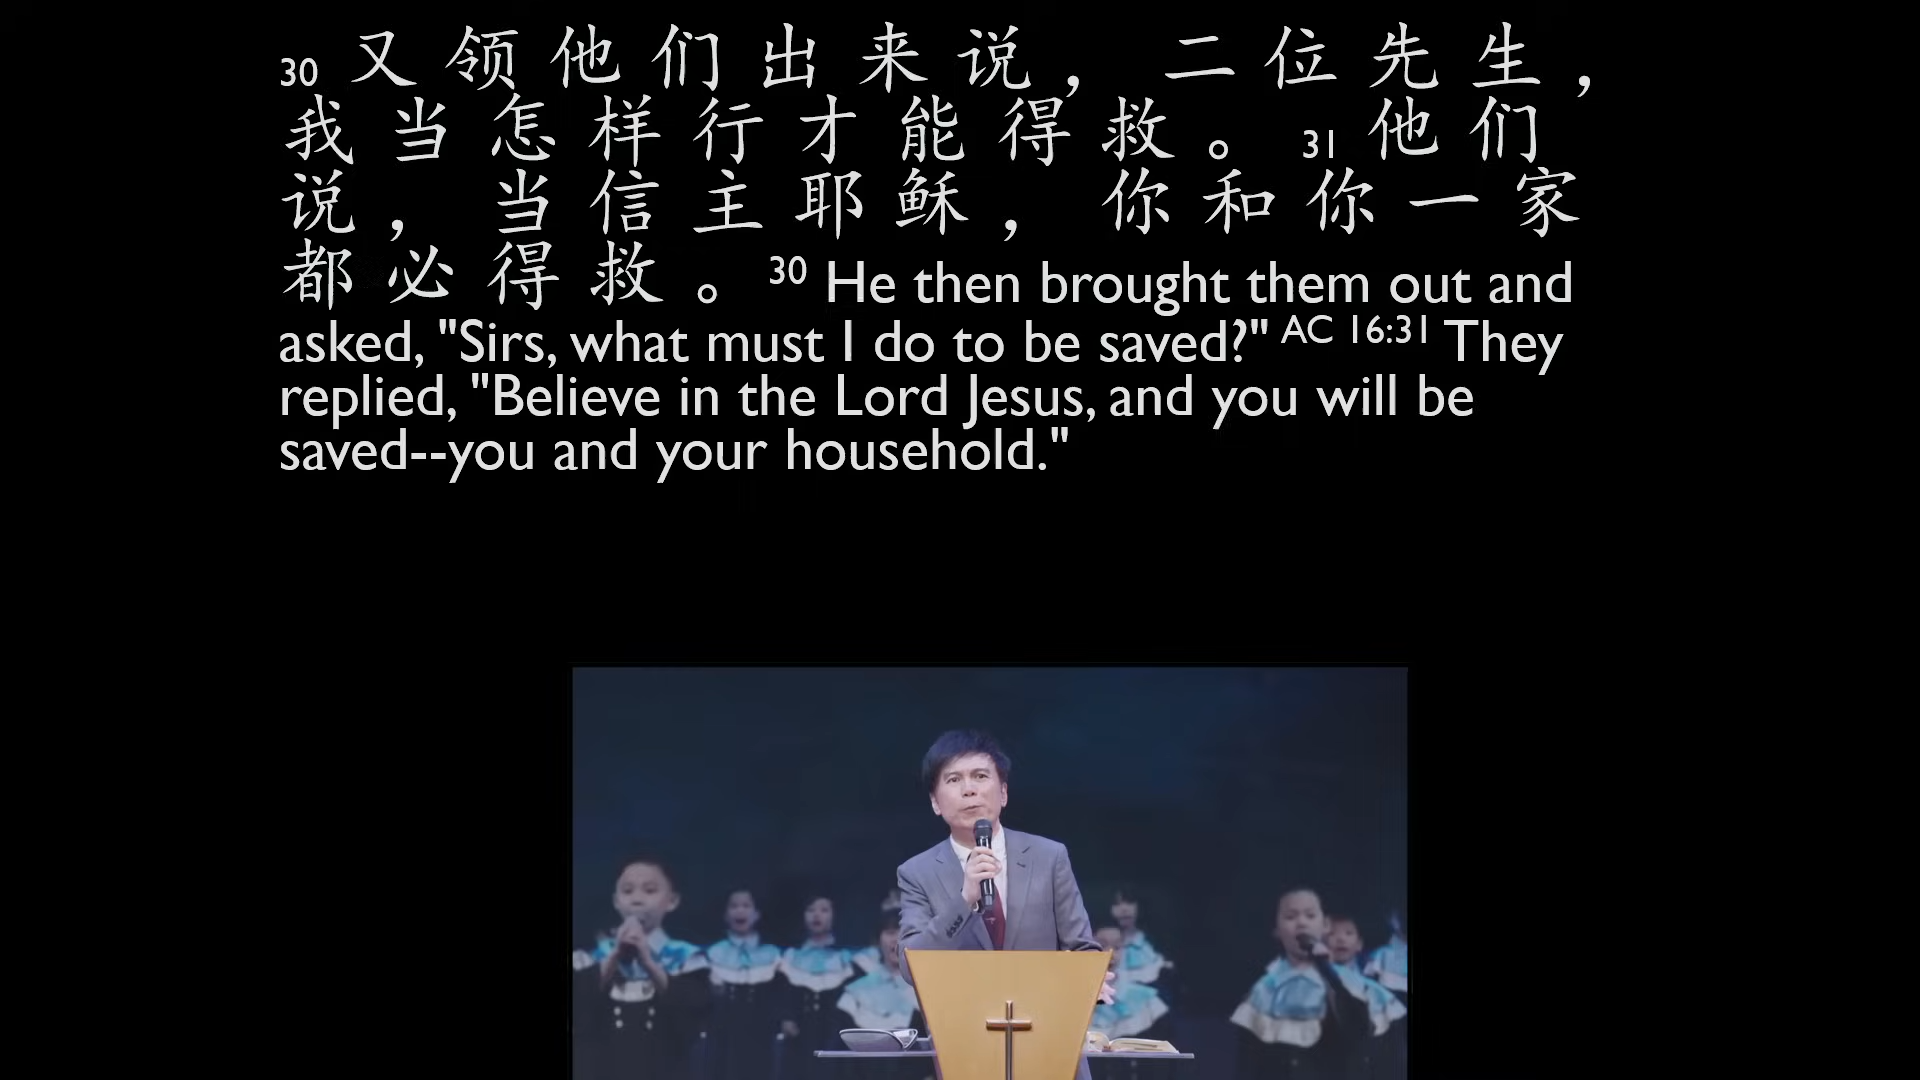 30 又领他们出来说，二位先生，
我当怎样行才能得救。31 他们
说，当信主耶稣，你和你一家
都必得救。30 He then brought them out and
asked, "Sirs, what must I do to be saved?" AC 16:31 They
replied, "Believe in the Lord Jesus, and you will be
saved--you and your household."